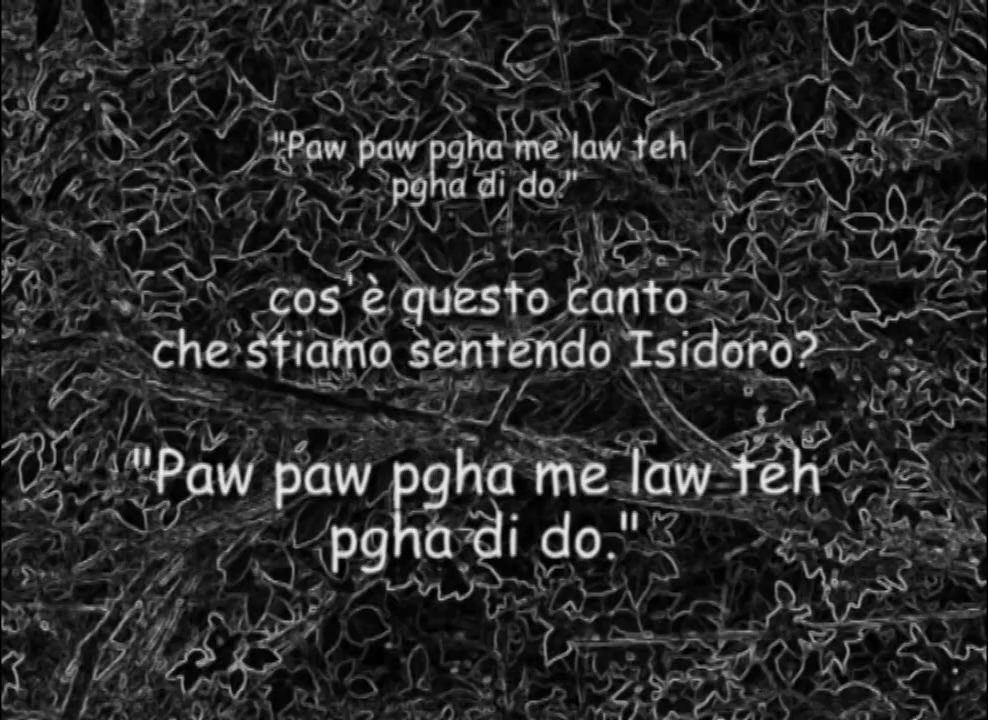 "Paw paw pgha me law teh
pgha di do."
cos'è questo canto
che stiamo sentendo Isidoro?
"Paw paw pgha me law teh
pgha di do."